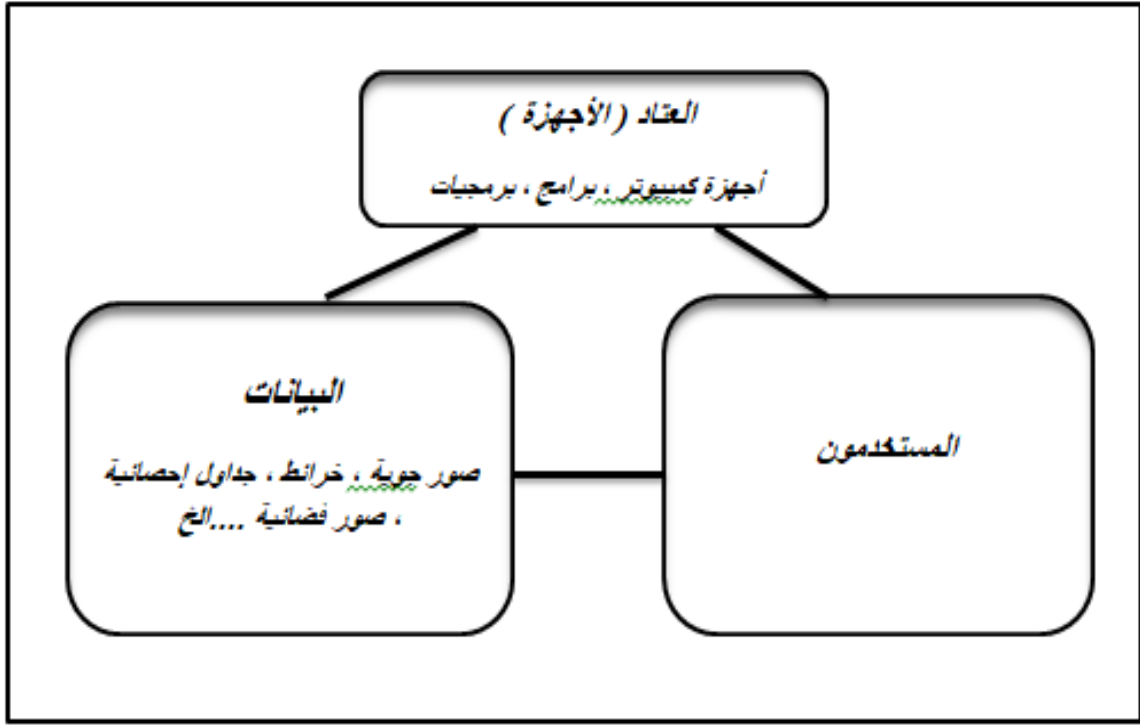 العتاد ( الأجهزة )
أجهزة كمبيوتر ، برامج ، برمجيات
البيانات
صور جوية ، خرائط ، جداول إحصائية
، صور فضائية ....الخ
المستخدمون